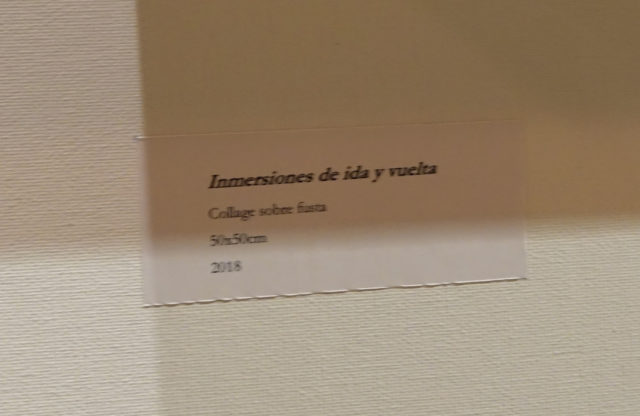 Inmersiones de ida y vuelta
Collage sobre fusta
50x50cm
2018